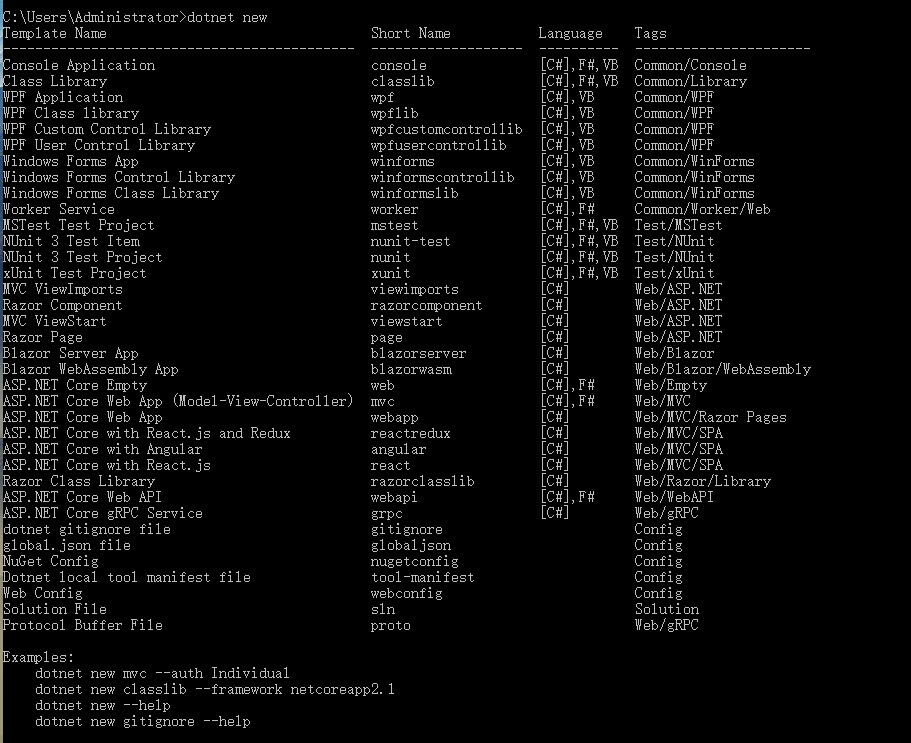 C:\Users\Administrator>dotnet new
Template Name                                 Short Name          Language    Tags
--------------------------------------------  ------------------- ----------  ----------------------
Console Application                           console             [C#],F#,VB  Common/Console
Class Library                                 classlib            [C#],F#,VB  Common/Library
WPF Application                               wpf                 [C#],VB     Common/WPF
WPF Class library                             wpflib              [C#],VB     Common/WPF
WPF Custom Control Library                    wpfcustomcontrollib [C#],VB     Common/WPF
WPF User Control Library                      wpfusercontrollib   [C#],VB     Common/WPF
Windows Forms App                             winforms            [C#],VB     Common/WinForms
Windows Forms Control Library                 winformscontrollib  [C#],VB     Common/WinForms
Windows Forms Class Library                   winformslib         [C#],VB     Common/WinForms
Worker Service                                worker              [C#],F#     Common/Worker/Web
MSTest Test Project                           mstest              [C#],F#,VB  Test/MSTest
NUnit 3 Test Item                             nunit-test          [C#],F#,VB  Test/NUnit
NUnit 3 Test Project                          nunit               [C#],F#,VB  Test/NUnit
xUnit Test Project                            xunit               [C#],F#,VB  Test/xUnit
MVC ViewImports                               viewimports         [C#]        Web/ASP.NET
Razor Component                               razorcomponent      [C#]        Web/ASP.NET
MVC ViewStart                                 viewstart           [C#]        Web/ASP.NET
Razor Page                                    page                [C#]        Web/ASP.NET
Blazor Server App                             blazorserver        [C#]        Web/Blazor
Blazor WebAssembly App                        blazorwasm          [C#]        Web/Blazor/WebAssembly
ASP.NET Core Empty                            web                 [C#],F#     Web/Empty
ASP.NET Core Web App (Model-View-Controller)  mvc                 [C#],F#     Web/MVC
ASP.NET Core Web App                          webapp              [C#]        Web/MVC/Razor Pages
ASP.NET Core with React.js and Redux          reactredux          [C#]        Web/MVC/SPA
ASP.NET Core with Angular                     angular             [C#]        Web/MVC/SPA
ASP.NET Core with React.js                    react               [C#]        Web/MVC/SPA
Razor Class Library                           razorclasslib       [C#]        Web/Razor/Library
ASP.NET Core Web API                          webapi              [C#],F#     Web/WebAPI
ASP.NET Core gRPC Service                     grpc                [C#]        Web/gRPC
dotnet gitignore file                         gitignore                       Config
global.json file                              globaljson                      Config
NuGet Config                                  nugetconfig                     Config
Dotnet local tool manifest file               tool-manifest                   Config
Web Config                                    webconfig                       Config
Solution File                                 sln                             Solution
Protocol Buffer File                          proto                           Web/gRPC
Examples:
    dotnet new mvc --auth Individual
    dotnet new classlib --framework netcoreapp2.1
    dotnet new --help
    dotnet new gitignore --help